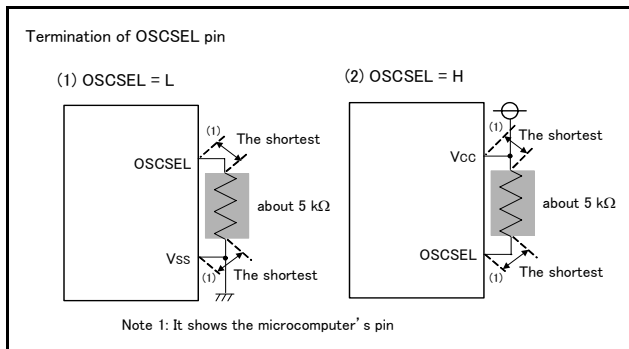 Termination of OSCSEL pin
(1) OSCSEL = L
(1)
The shortest
OSCSEL
about 5 kΩ
Vss
(1)
The shortest
(2) OSCSEL = H
(1)
The shortest
Vcc
about 5 kΩ
OSCSEL
(1)
The shortest
Note 1: It shows the microcomputer's pin